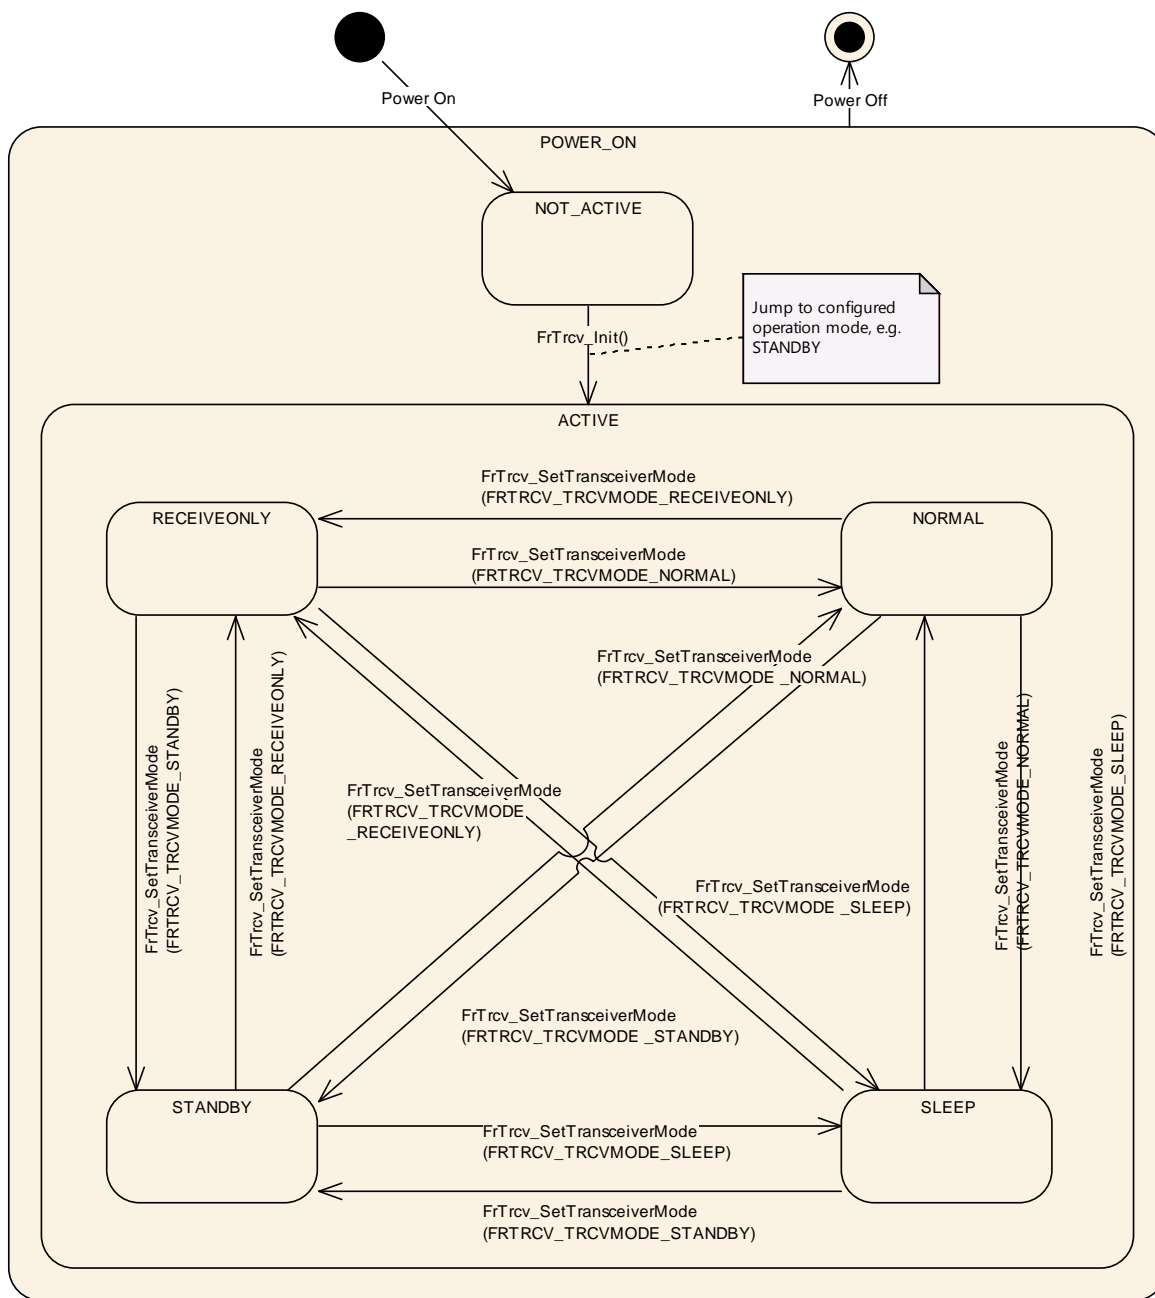 Power On
Power Off
POWER_ON
NOT_ACTIVE
Jump to configured
operation mode, e.g.
STANDBY
FrTrcv_Init()
ACTIVE
FrTrcv_SetTransceiverMode
(FRTRCV_TRCVMODE_RECEIVEONLY)
RECEIVEONLY
NORMAL
FrTrcv_SetTransceiverMode
(FRTRCV_TRCVMODE_NORMAL)
FrTrcv_SetTransceiverMode
(FRTRCV_TRCVMODE _NORMAL)
FrTrcv_SetTransceiverMode
(FRTRCV_TRCVMODE_STANDBY)
FrTrcv_SetTransceiverMode
(FRTRCV_TRCVMODE_RECEIVEONLY)
FrTrcv_SetTransceiverMode
(FRTRCV_TRCVMODE
_RECEIVEONLY)
FrTrcv_SetTransceiverMode
(FRTRCV_TRCVMODE_NORMAL)
FrTrcv_SetTransceiverMode
(FRTRCV_TRCVMODE_SLEEP)
FrTrcv_SetTransceiverMode
(FRTRCV_TRCVMODE _SLEEP)
FrTrcv_SetTransceiverMode
(FRTRCV_TRCVMODE _STANDBY)
STANDBY
SLEEP
FrTrcv_SetTransceiverMode
(FRTRCV_TRCVMODE_SLEEP)
FrTrcv_SetTransceiverMode
(FRTRCV_TRCVMODE_STANDBY)